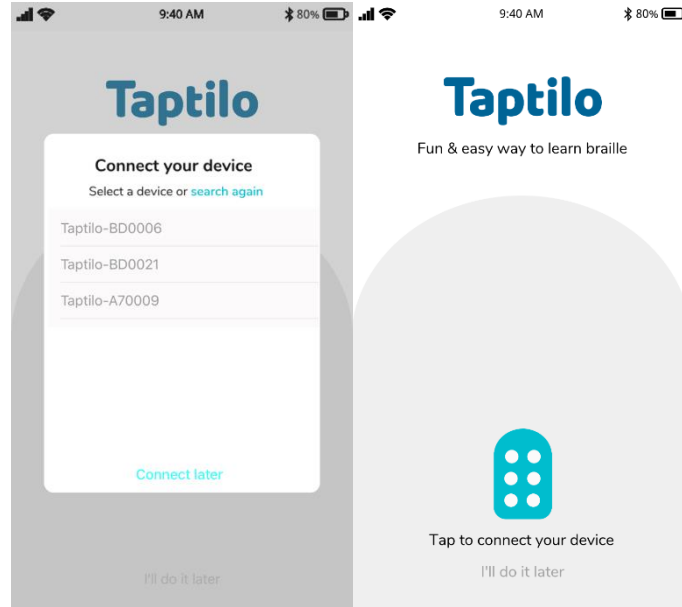 9:40 AM
80%
Taptilo
Connect your device
Select a device or search again
Taptilo-BD0006
Taptilo-BD0021
Taptilo-A70009
Connect later
I'll do it later
9:40 AM
80%
Taptilo
Fun & easy way to learn braille
Tap to connect your device
I'll do it later